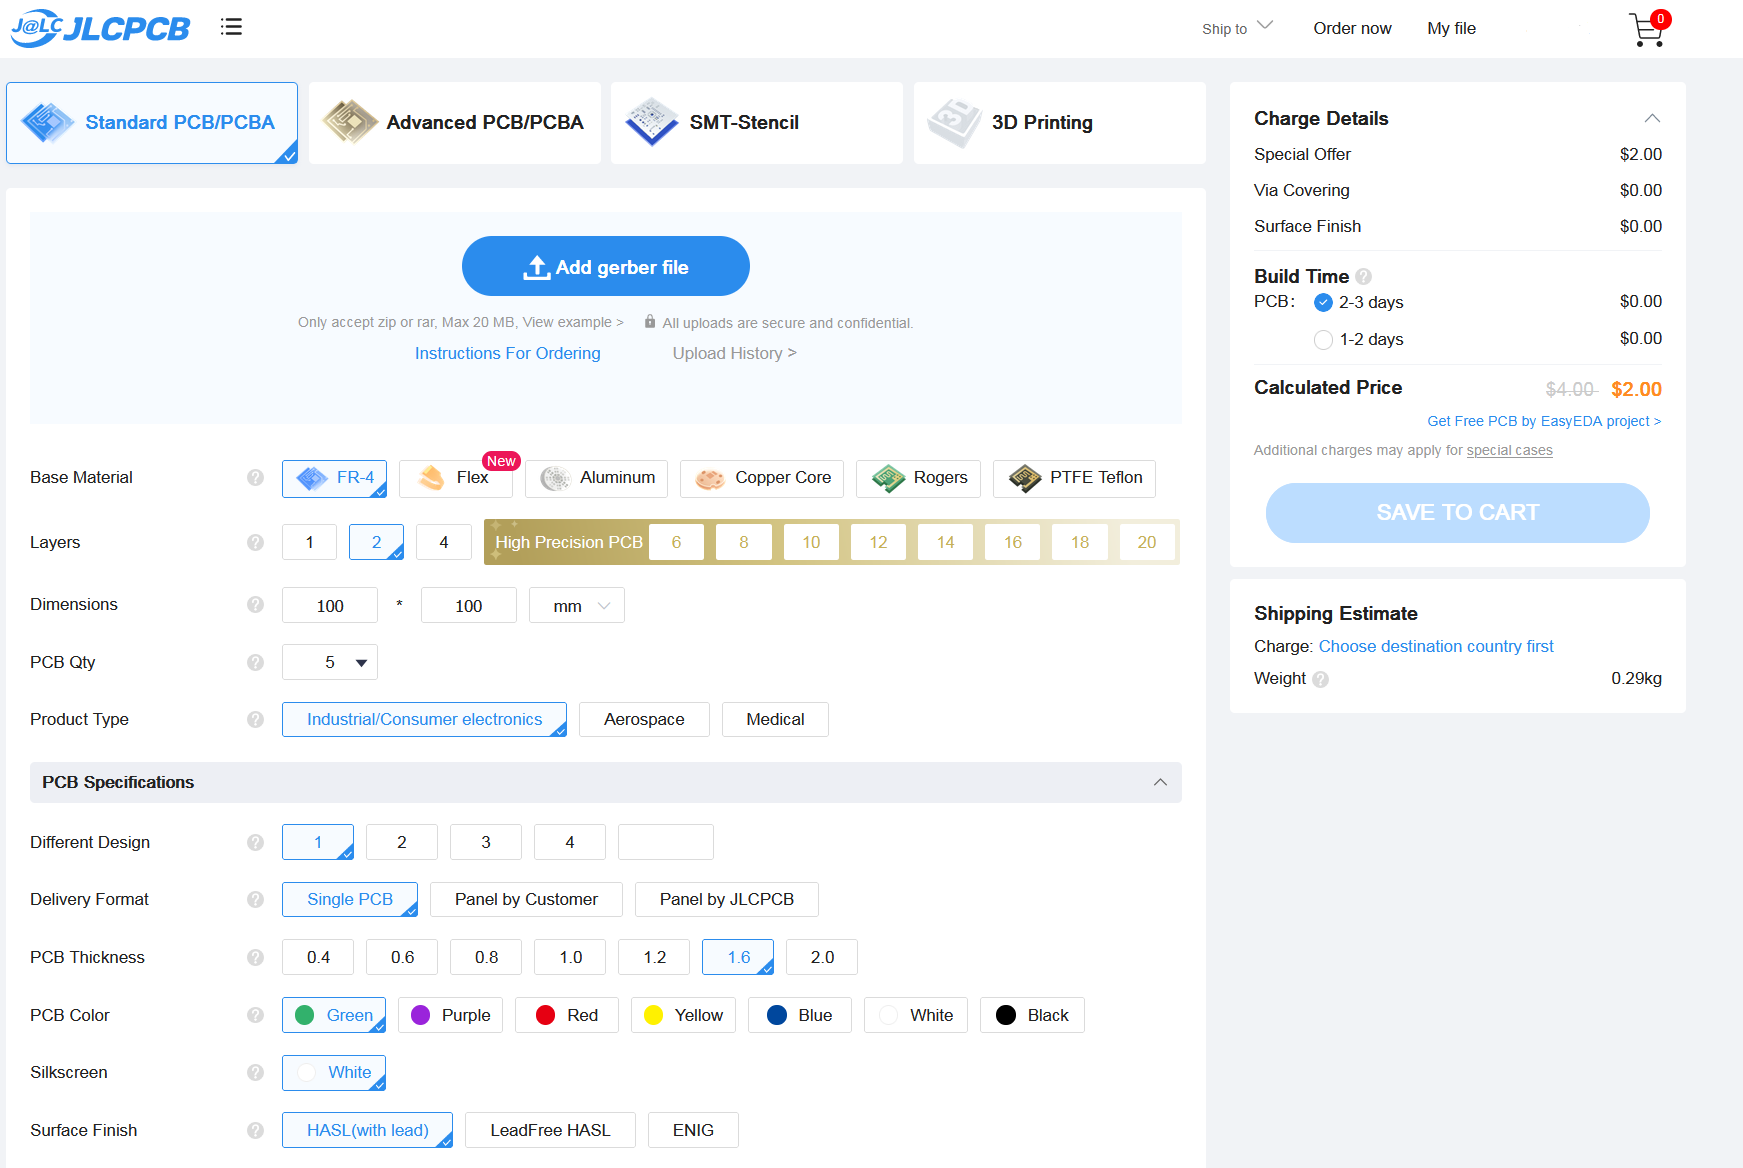 J@LC JLCPCB
Ship to
Order now
My file
0
Standard PCB/PCBA
Advanced PCB/PCBA
SMT-Stencil
3D
3D Printing
Add gerber file
Only accept zip or rar, Max 20 MB, View example >
All uploads are secure and confidential.
Instructions For Ordering
Upload History >
Base Material ? FR-4 Flex New Aluminum Copper Core Rogers PTFE Teflon
Layers ? 1 2 4 High Precision PCB 6 8 10 12 14 16 18 20
Dimensions ? 100 * 100 mm
PCB Qty ? 5
Product Type ? Industrial/Consumer electronics Aerospace Medical
PCB Specifications
Different Design ? 1 2 3 4
Delivery Format ? Single PCB Panel by Customer Panel by JLCPCB
PCB Thickness ? 0.4 0.6 0.8 1.0 1.2 1.6 2.0
PCB Color ? Green Purple Red Yellow Blue White Black
Silkscreen ? White
Surface Finish ? HASL(with lead) LeadFree HASL ENIG
Charge Details
Special Offer $2.00
Via Covering $0.00
Surface Finish $0.00
Build Time ?
PCB: 2-3 days $0.00
1-2 days $0.00
Calculated Price $4.00 $2.00
Get Free PCB by EasyEDA project >
Additional charges may apply for special cases
SAVE TO CART
Shipping Estimate
Charge: Choose destination country first
Weight ? 0.29kg